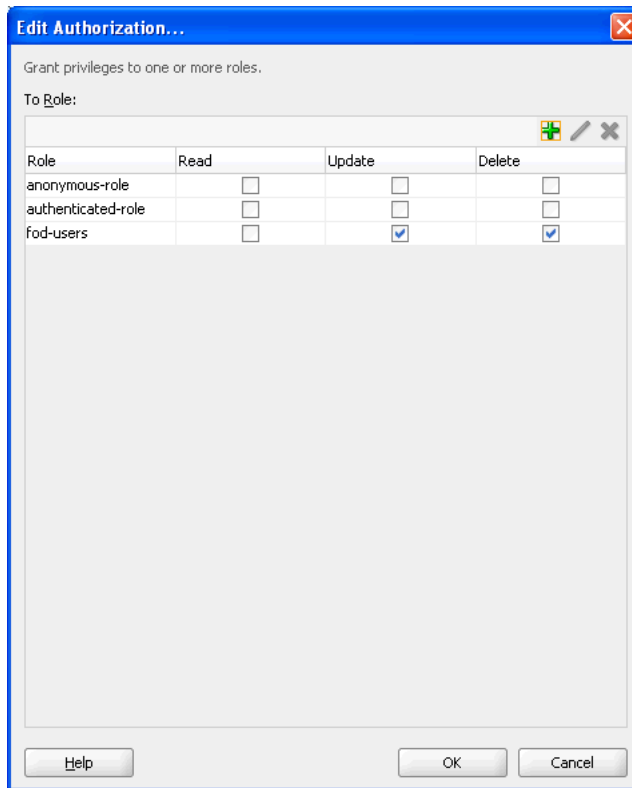 Edit Authorization...
Grant privileges to one or more roles.
To Role:
Role Read Update Delete
anonymous-role
authenticated-role
fod-users
Help OK Cancel